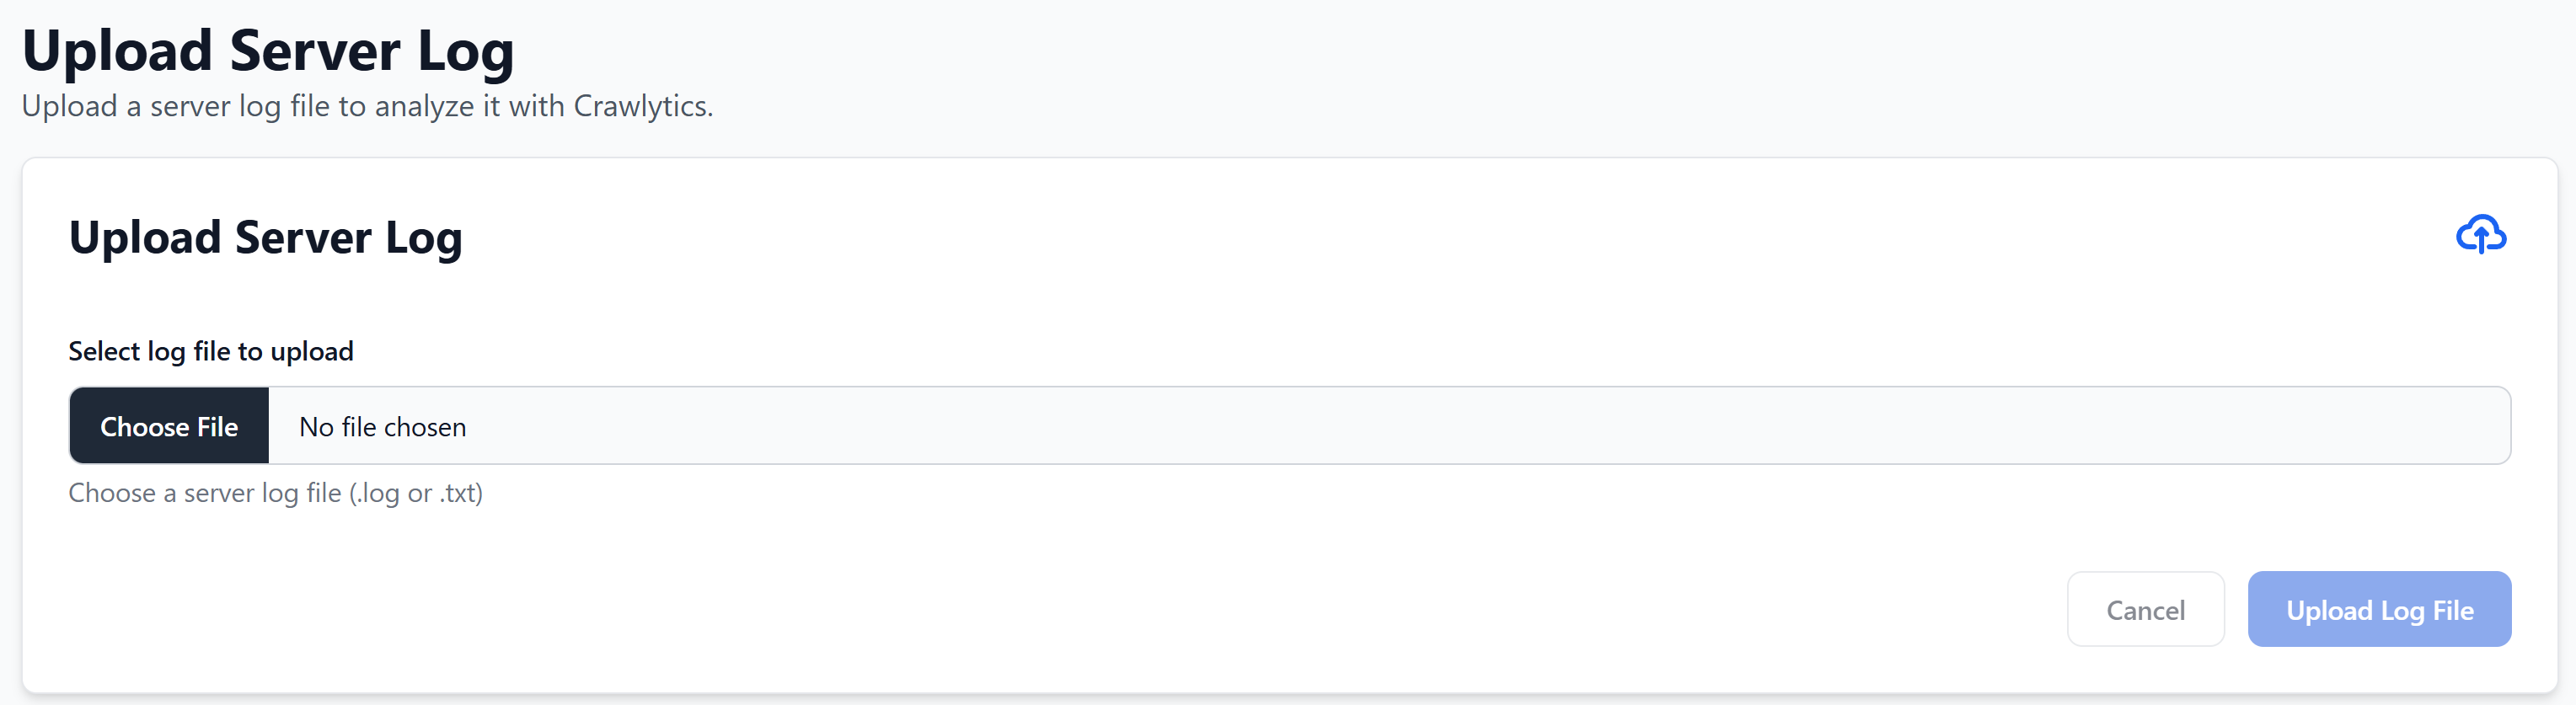 Upload Server Log
Upload a server log file to analyze it with Crawlytics.
Upload Server Log
Select log file to upload
Choose File No file chosen
Choose a server log file (.log or .txt)
Cancel Upload Log File